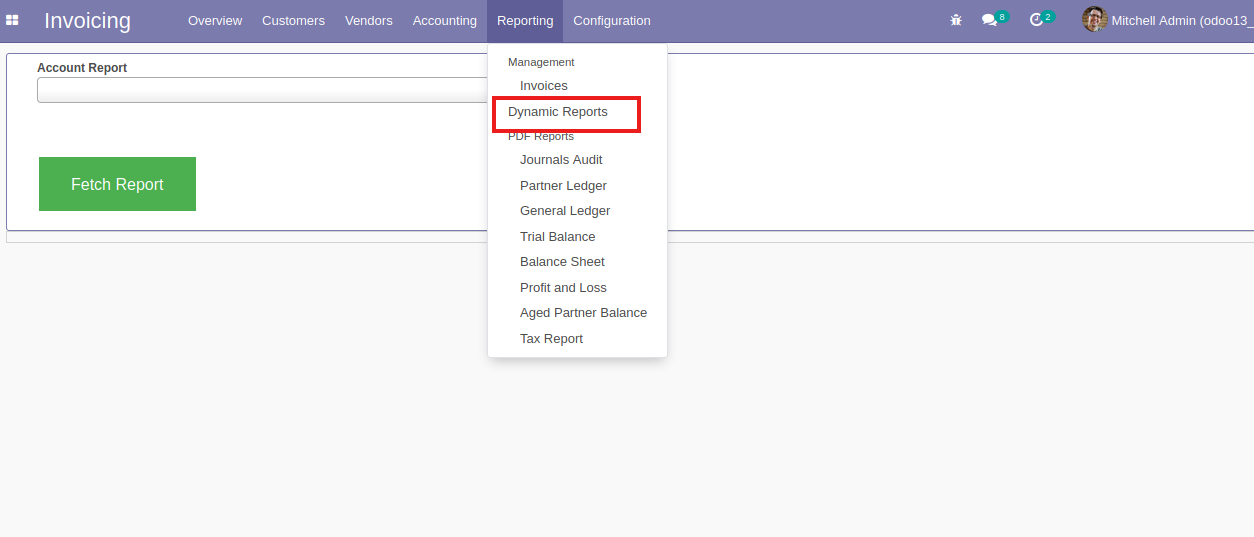 Invoicing Overview Customers Vendors Accounting Reporting Configuration 8 2 Mitchell Admin (odoo13_
Account Report
Fetch Report
Management
Invoices
Dynamic Reports
PDF Reports
Journals Audit
Partner Ledger
General Ledger
Trial Balance
Balance Sheet
Profit and Loss
Aged Partner Balance
Tax Report